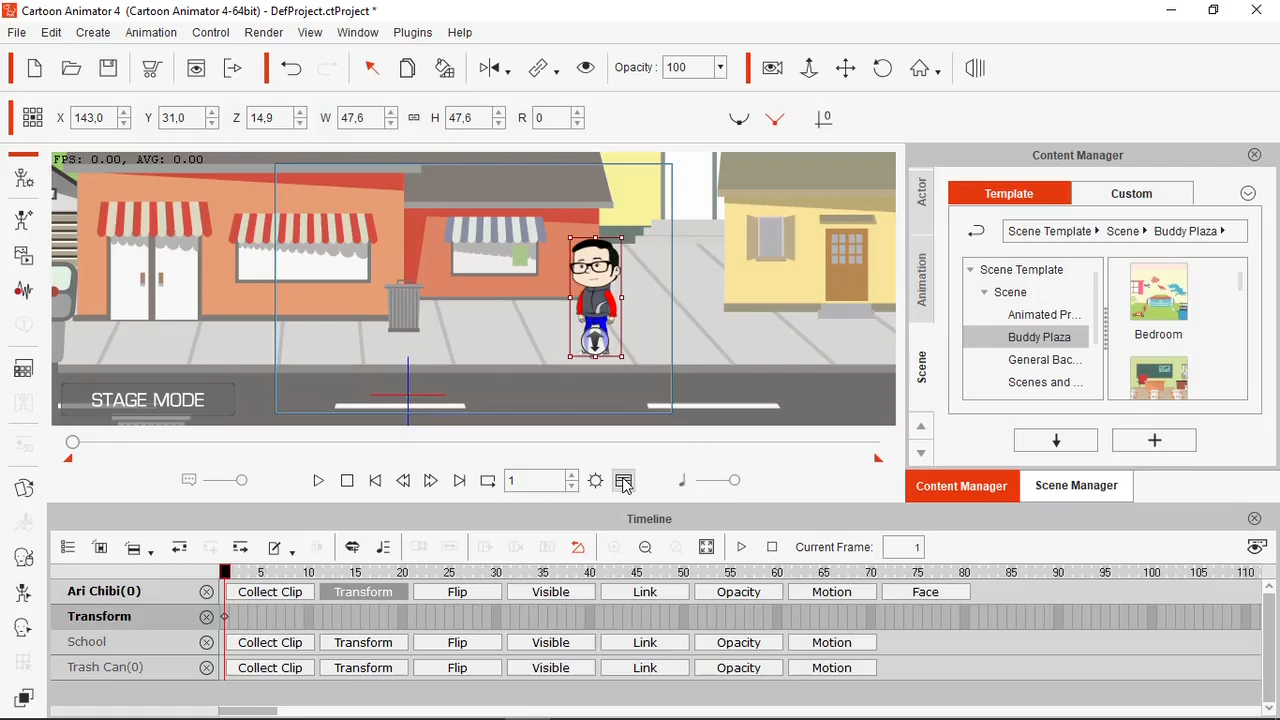 Cartoon Animator 4 (Cartoon Animator 4-64bit) - DefProject.ctProject *
File Edit Create Animation Control Render View Window Plugins Help
Opacity : 100
X 143,0 Y 31,0 Z 14,9 W 47,6 H 47,6 R 0
FPS: 0.00, AVG: 0.00
STAGE MODE
Content Manager
Template Custom
Scene Template Scene Buddy Plaza
Actor
Animation
Scene
Scene Template
Scene
Animated Pr...
Buddy Plaza
General Bac...
Scenes and ...
Bedroom
Content Manager Scene Manager
1
Timeline
Current Frame: 1
5 10 15 20 25 30 35 40 45 50 55 60 65 70 75 80 85 90 95 100 105 110
Ari Chibi(0) Collect Clip Transform Flip Visible Link Opacity Motion Face
Transform
School Collect Clip Transform Flip Visible Link Opacity Motion
Trash Can(0) Collect Clip Transform Flip Visible Link Opacity Motion